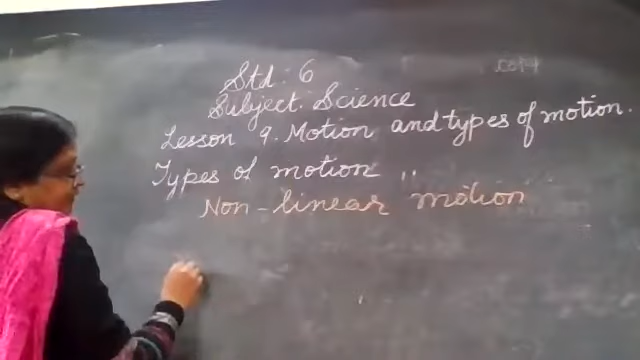 Std: 6
Subject. Science
Lesson 9. Motion and types of motion.
Types of motion ,,
Non-linear motion